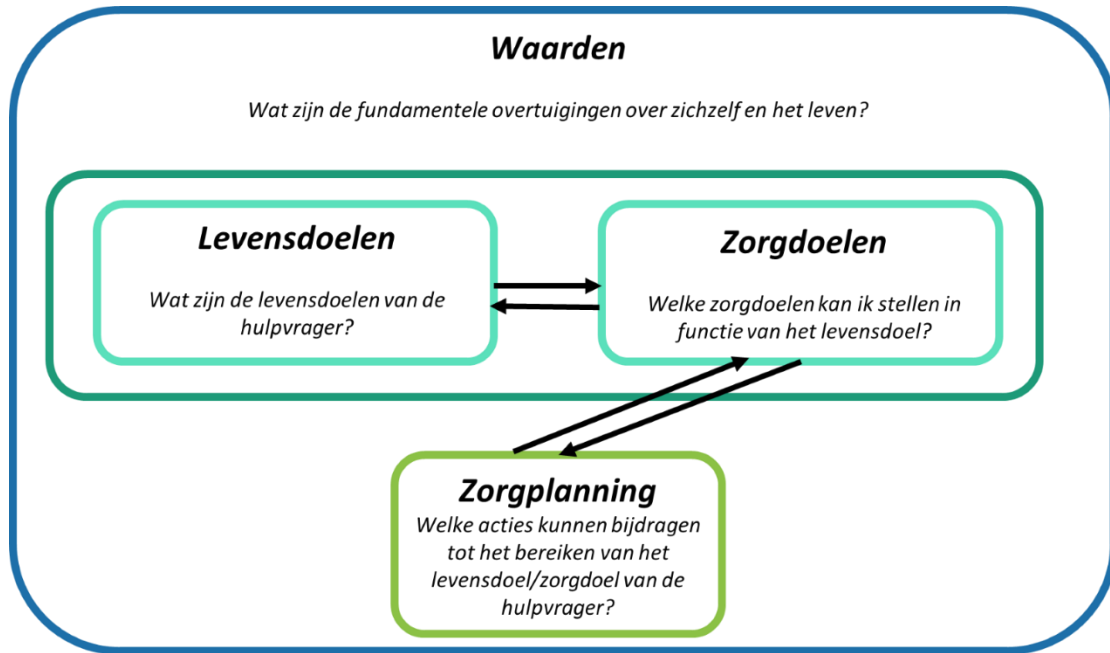 Waarden
Wat zijn de fundamentele overtuigingen over zichzelf en het leven?
Levensdoelen
Wat zijn de levensdoelen van de
hulpvrager?
Zorgdoelen
Welke zorgdoelen kan ik stellen in
functie van het levensdoel?
Zorgplanning
Welke acties kunnen bijdragen
tot het bereiken van het
levensdoel/zorgdoel van de
hulpvrager?